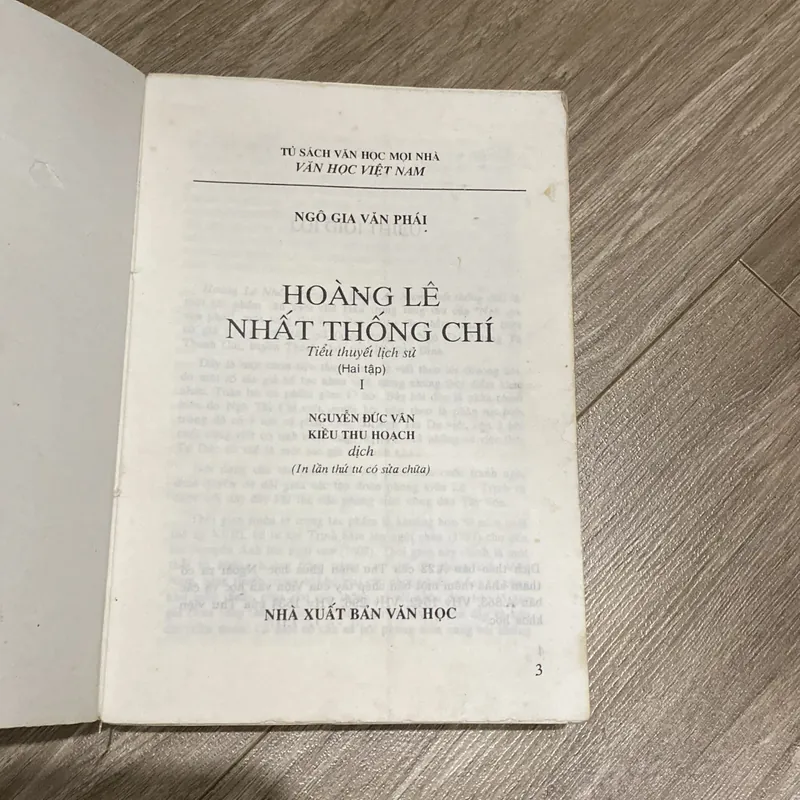 TỦ SÁCH VĂN HỌC MỌI NHÀ
VĂN HỌC VIỆT NAM
NGÔ GIA VĂN PHÁI
HOÀNG LÊ
NHẤT THỐNG CHÍ
Tiểu thuyết lịch sử
(Hai tập)
I
NGUYỄN ĐỨC VÂN
KIỀU THU HOẠCH
dịch
(In lần thứ tư có sửa chữa)
NHÀ XUẤT BẢN VĂN HỌC
3